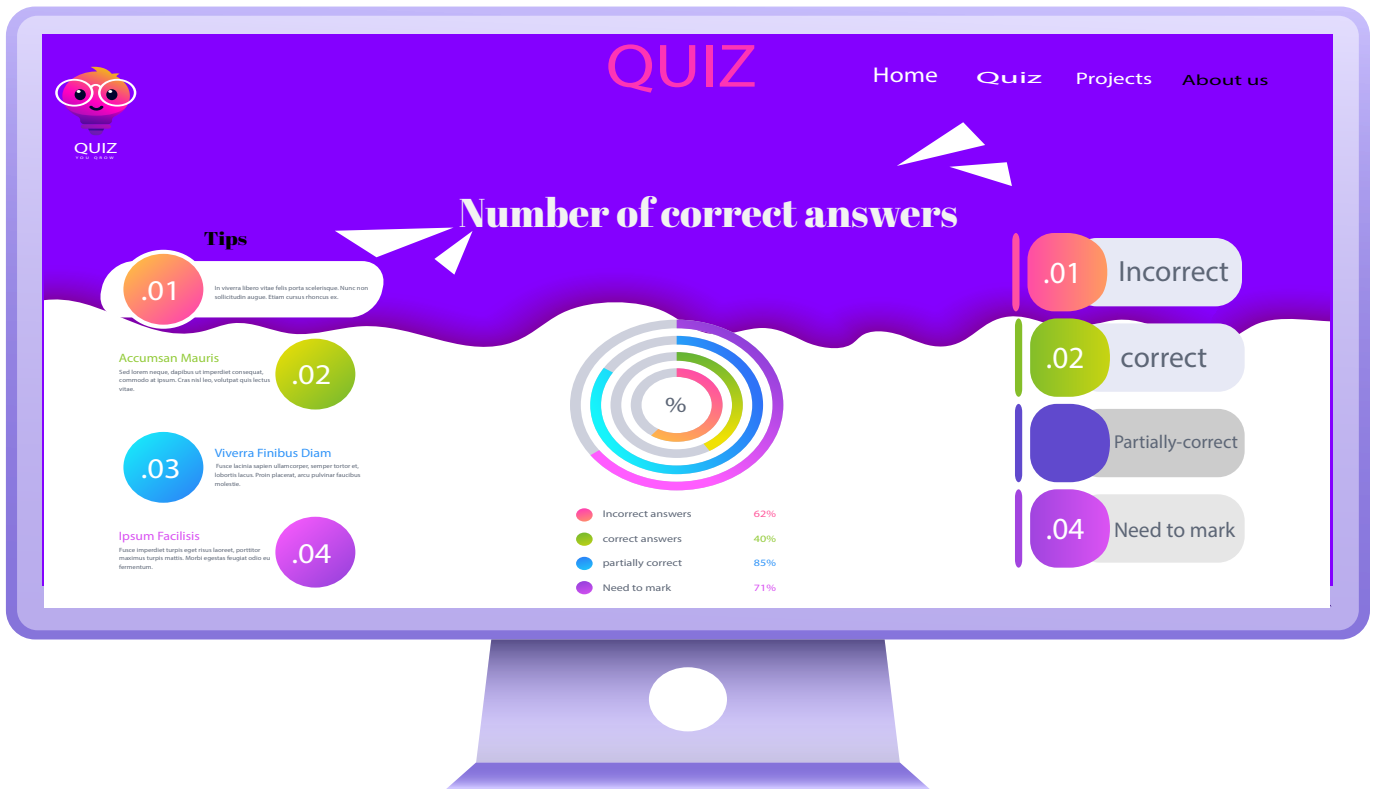 QUIZ
Home Quiz Projects About us
QUIZ
YOU QROW
Number of correct answers
Tips
.01
In viverra libero vitae felis porta scelerisque. Nunc non
sollicitudin augue. Etiam cursus rhoncus ex.
Accumsan Mauris
Sed lorem neque, dapibus ut imperdiet consequat,
commodo at ipsum. Cras nisl leo, volutpat quis lectus
vitae.
.02
.03
Viverra Finibus Diam
Fusce lacinia sapien ullamcorper, semper tortor et,
lobortis lacus. Proin placerat, arcu pulvinar faucibus
molestie.
Ipsum Facilisis
Fusce imperdiet turpis eget risus laoreet, porttitor
maximus turpis mattis. Morbi egestas feugiat odio eu
fermentum.
.04
%
Incorrect answers 62%
correct answers 40%
partially correct 85%
Need to mark 71%
.01 Incorrect
.02 correct
Partially-correct
.04 Need to mark